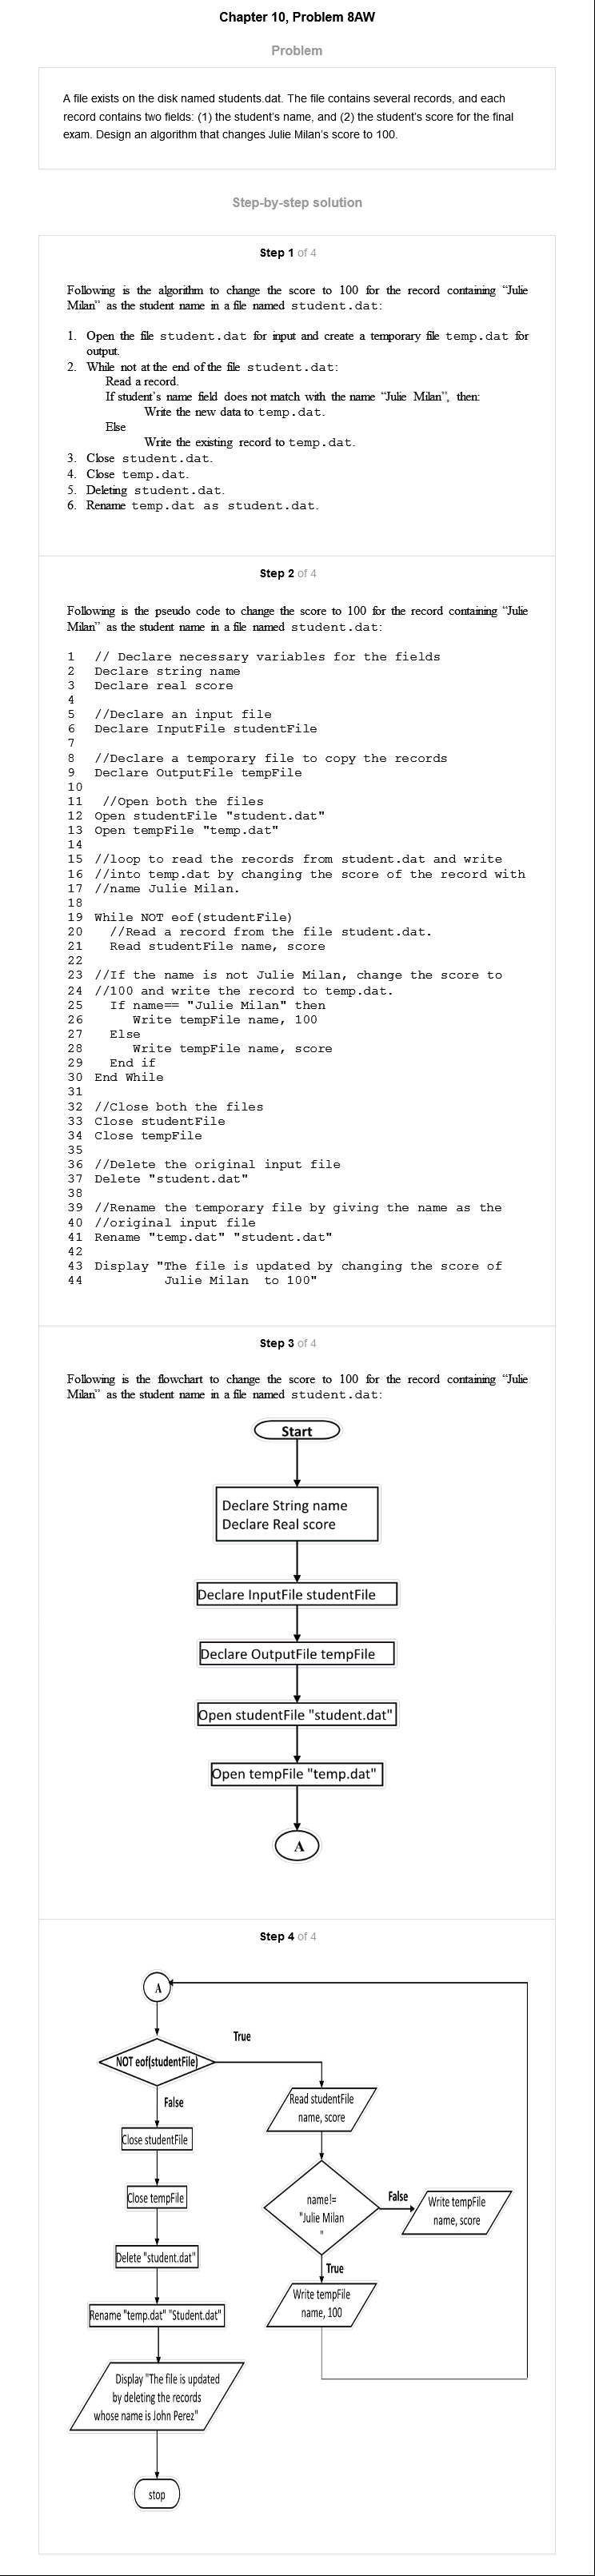 Chapter 10, Problem 8AW
Problem
A file exists on the disk named students.dat. The file contains several records, and each
record contains two fields: (1) the student's name, and (2) the student's score for the final
exam. Design an algorithm that changes Julie Milan's score to 100.
Step-by-step solution
Step 1 of 4
Following is the algorithm to change the score to 100 for the record containing “Julie
Milan” as the student name in a file named student.dat:
1. Open the file student.dat for input and create a temporary file temp.dat for
output.
2. While not at the end of the file student.dat:
Read a record.
If student's name field does not match with the name “Julie Milan”, then:
Write the new data to temp.dat.
Else
Write the existing record to temp.dat.
3. Close student.dat.
4. Close temp.dat.
5. Deleting student.dat.
6. Rename temp.dat as student.dat.
Step 2 of 4
Following is the pseudo code to change the score to 100 for the record containing “Julie
Milan” as the student name in a file named student.dat:
1 // Declare necessary variables for the fields
2 Declare string name
3 Declare real score
4
5 //Declare an input file
6 Declare InputFile studentFile
7
8 //Declare a temporary file to copy the records
9 Declare OutputFile tempFile
10
11 //Open both the files
12 Open studentFile "student.dat"
13 Open tempFile "temp.dat"
14
15 //loop to read the records from student.dat and write
16 //into temp.dat by changing the score of the record with
17 //name Julie Milan.
18
19 While NOT eof(studentFile)
20 //Read a record from the file student.dat.
21 Read studentFile name, score
22
23 //If the name is not Julie Milan, change the score to
24 //100 and write the record to temp.dat.
25 If name== "Julie Milan" then
26 Write tempFile name, 100
27 Else
28 Write tempFile name, score
29 End if
30 End While
31
32 //Close both the files
33 Close studentFile
34 Close tempFile
35
36 //Delete the original input file
37 Delete "student.dat"
38
39 //Rename the temporary file by giving the name as the
40 //original input file
41 Rename "temp.dat" "student.dat"
42
43 Display "The file is updated by changing the score of
44 Julie Milan to 100"
Step 3 of 4
Following is the flowchart to change the score to 100 for the record containing “Julie
Milan” as the student name in a file named student.dat:
Start
Declare String name
Declare Real score
Declare InputFile studentFile
Declare OutputFile tempFile
Open studentFile "student.dat"
Open tempFile "temp.dat"
A
Step 4 of 4
A
True
NOT eof(studentFile)
False
Read studentFile
name, score
Close studentFile
name!=
"Julie Milan
"
False
Write tempFile
name, score
Close tempFile
Delete "student.dat"
True
Write tempFile
name, 100
Rename "temp.dat" "Student.dat"
Display "The file is updated
by deleting the records
whose name is John Perez"
stop